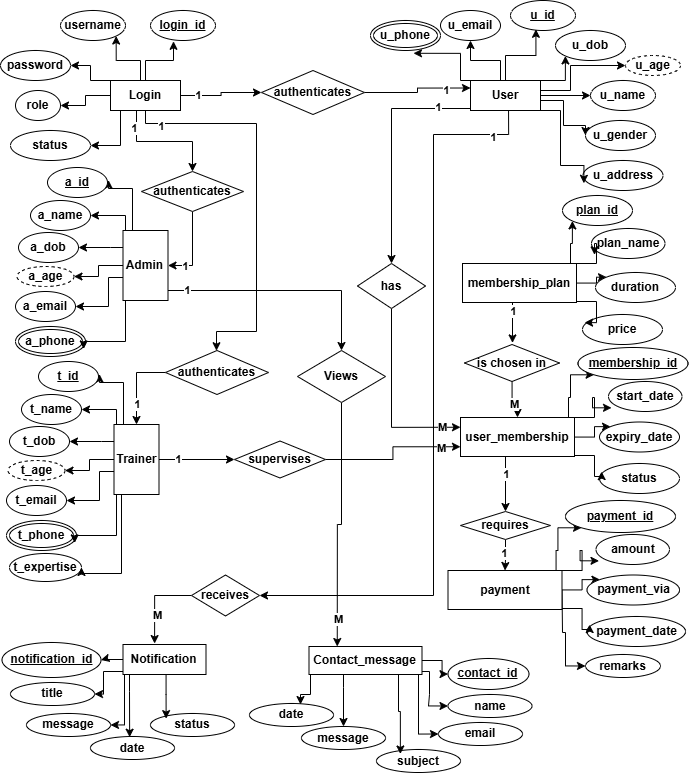 username
login_id
u_phone
u_email
u_id
u_dob
password
u_age
Login
1
authenticates
1
User
u_name
role
1
1
1
1
u_gender
status
authenticates
u_address
a_id
a_name
plan_id
a_dob
plan_name
Admin
1
a_age
has
membership_plan
duration
a_email
1
1
price
a_phone
is chosen in
membership_id
t_id
authenticates
Views
start_date
t_name
1
M
t_dob
M
user_membership
expiry_date
Trainer
1
supervises
M
t_age
1
status
t_email
payment_id
t_phone
requires
amount
t_expertise
1
receives
payment
payment_via
M
M
payment_date
notification_id
Notification
Contact_message
remarks
title
contact_id
message
status
date
name
date
message
email
subject